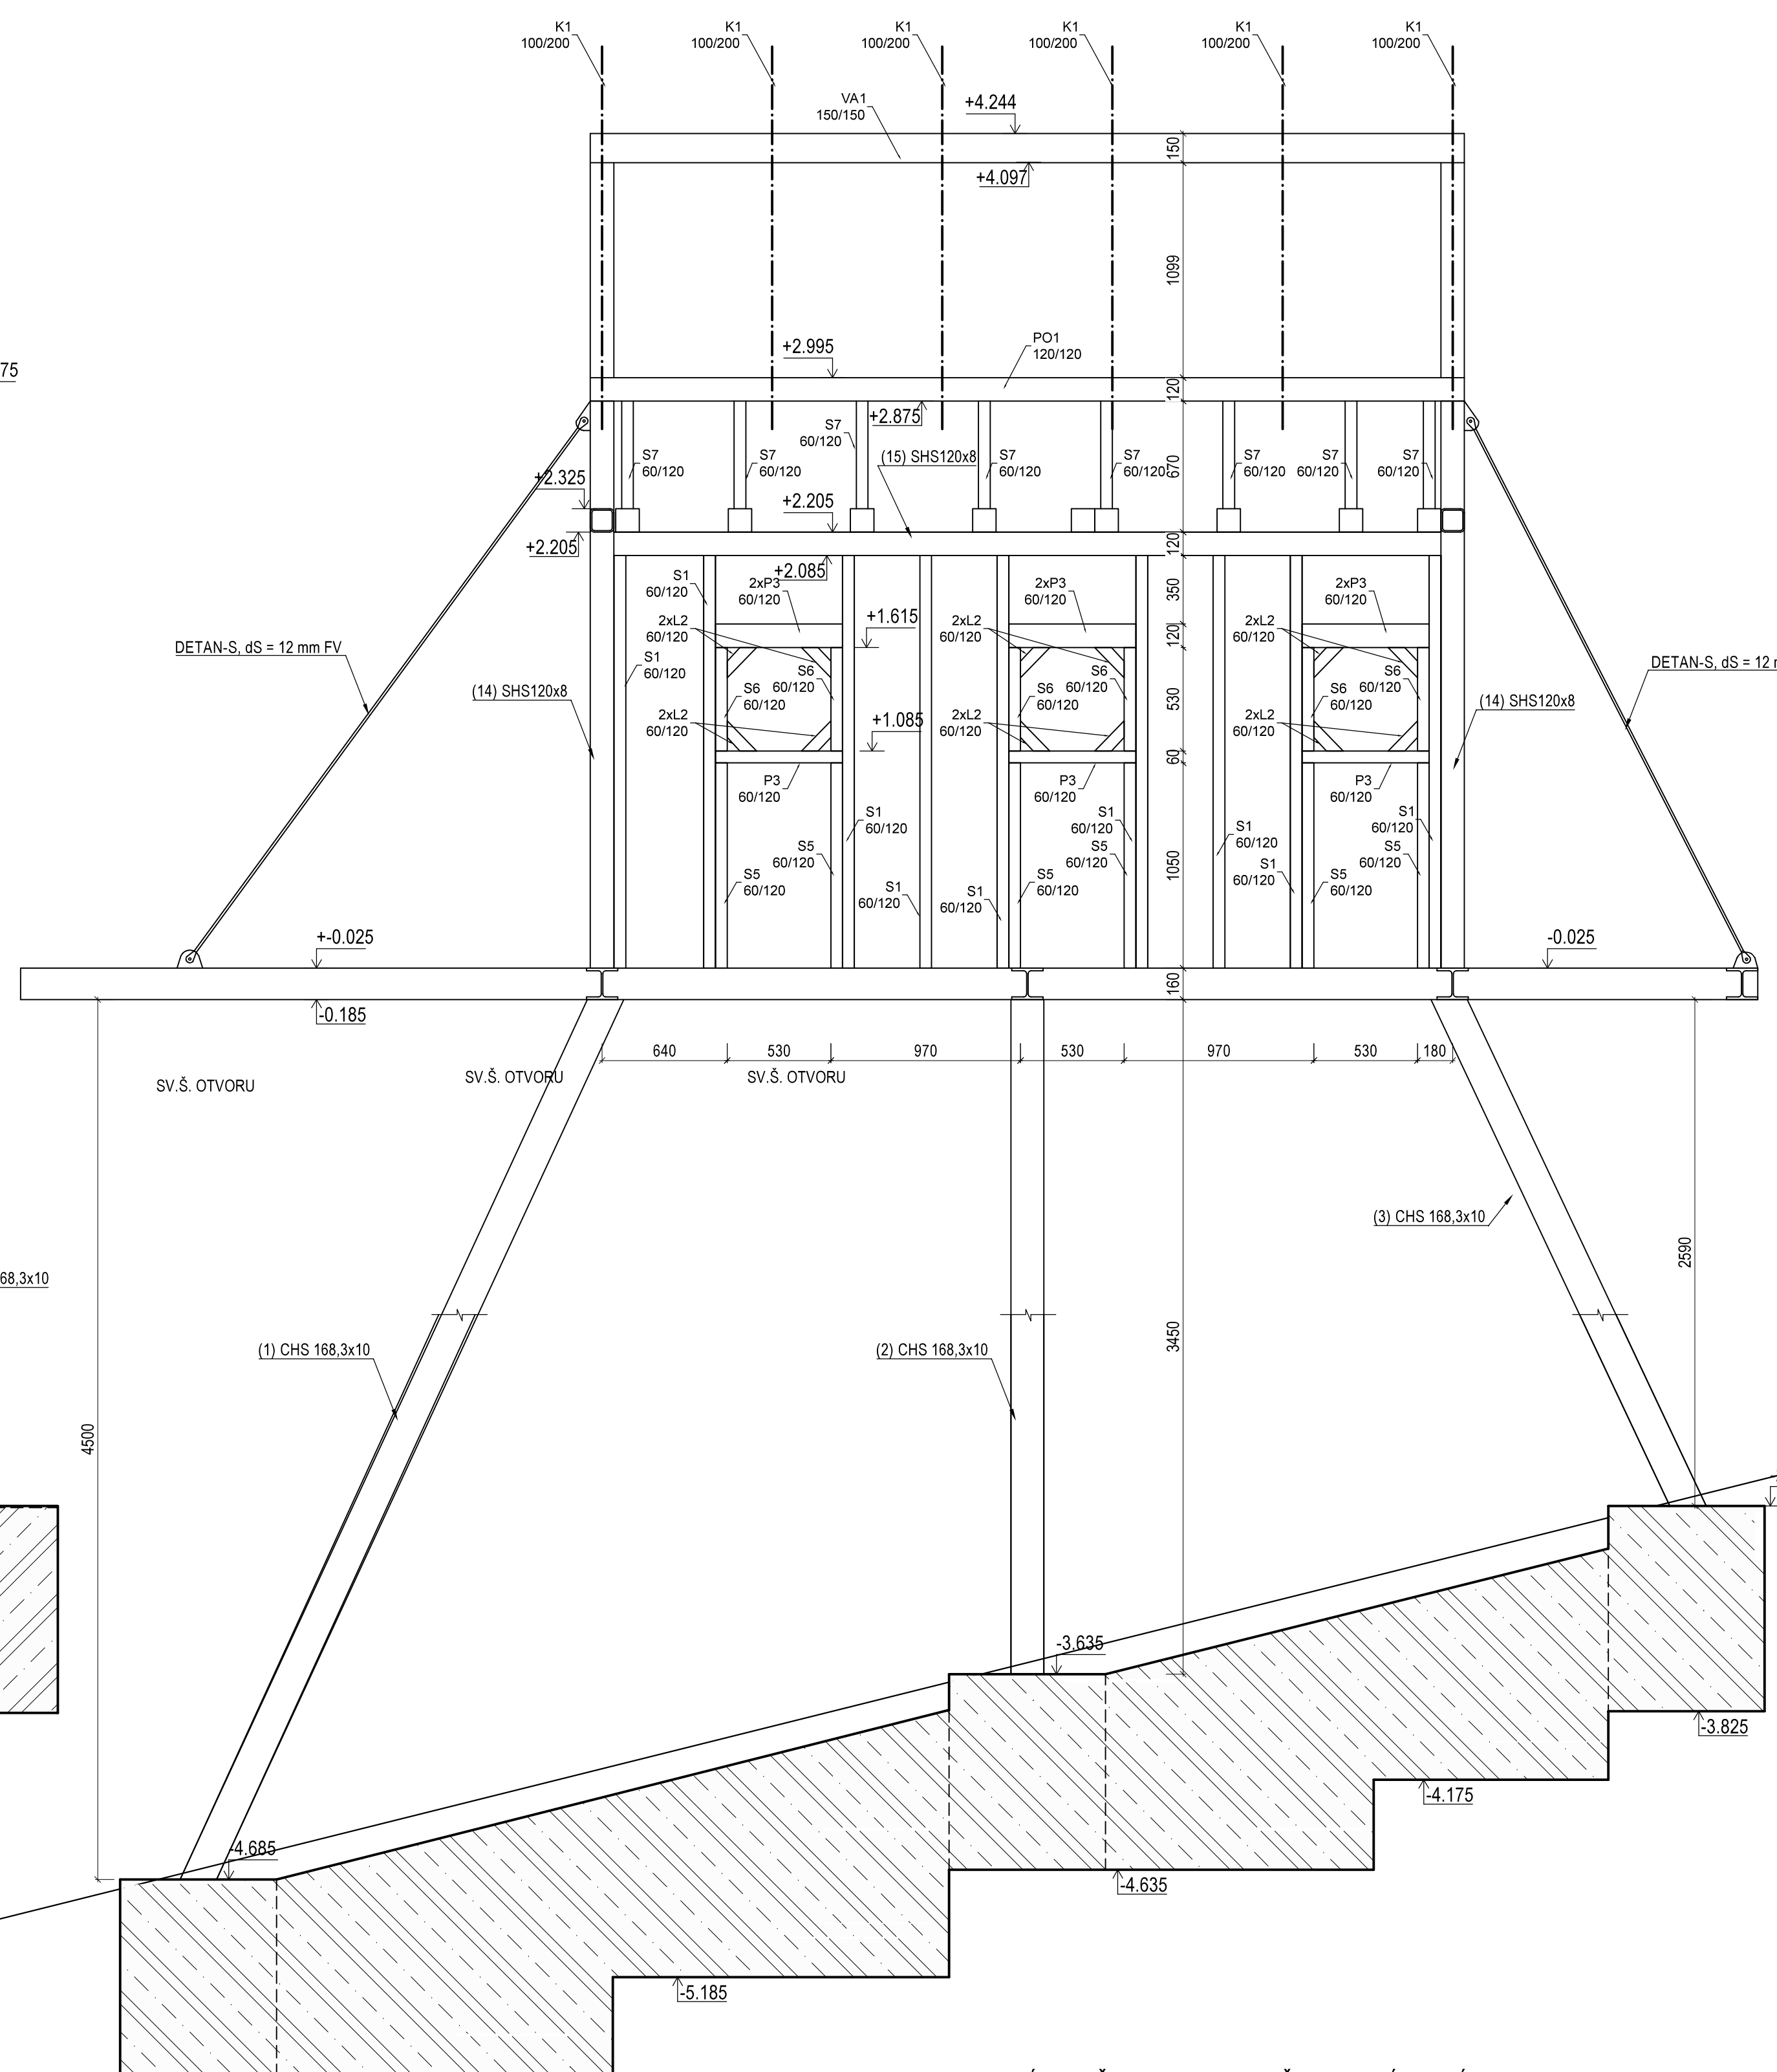 K1
100/200
K1
100/200
K1
100/200
K1
100/200
K1
100/200
K1
100/200
VA1
150/150
+4.244
150
+4.097
1099
75
+2.995
PO1
120/120
120
+2.875
S7
60/120
S7
60/120
S7
60/120
(15) SHS120x8
S7
60/120
S7
60/120
670
S7
60/120
S7
60/120
S7
60/120
+2.325
+2.205
+2.205
120
+2.085
S1
60/120
2xP3
60/120
2xP3
60/120
350
2xP3
60/120
2xL2
60/120
+1.615
2xL2
60/120
120
2xL2
60/120
DETAN-S, dS = 12 mm FV
S1
60/120
S6
60/120
S6
60/120
S6
60/120
S6
60/120
530
S6
60/120
S6
60/120
DETAN-S, dS = 12
(14) SHS120x8
(14) SHS120x8
2xL2
60/120
+1.085
2xL2
60/120
2xL2
60/120
60
P3
60/120
P3
60/120
P3
60/120
S1
60/120
S1
60/120
S1
60/120
S1
60/120
S5
60/120
S5
60/120
S5
60/120
S5
60/120
1050
S1
60/120
S5
60/120
S5
60/120
S1
60/120
S1
60/120
+-0.025
-0.025
160
-0.185
640
530
970
530
970
530
180
SV.Š. OTVORU
SV.Š. OTVORU
SV.Š. OTVORU
(3) CHS 168,3x10
2590
68,3x10
(1) CHS 168,3x10
(2) CHS 168,3x10
3450
4500
-3.635
-3.825
-4.175
-4.685
-4.635
-5.185